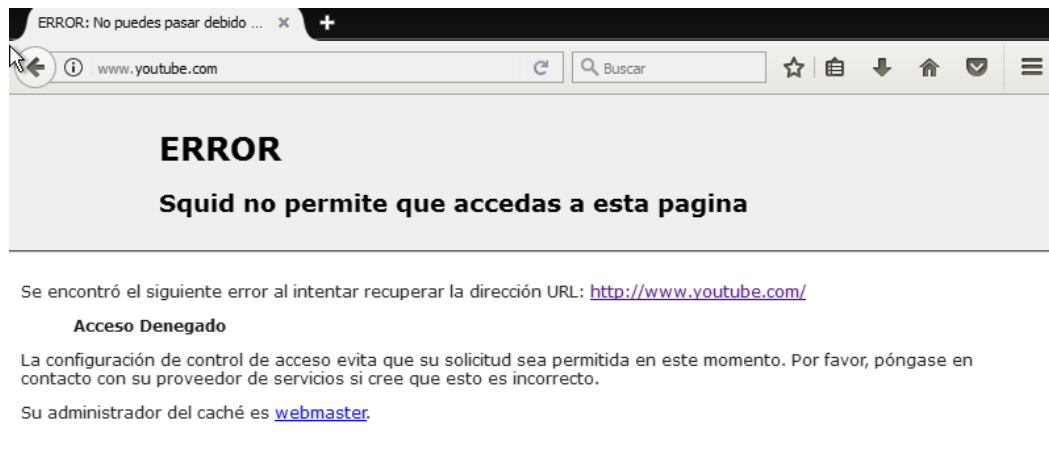 ERROR: No puedes pasar debido ...
www.youtube.com
Buscar
ERROR
Squid no permite que accedas a esta pagina
Se encontró el siguiente error al intentar recuperar la dirección URL: http://www.youtube.com/
Acceso Denegado
La configuración de control de acceso evita que su solicitud sea permitida en este momento. Por favor, póngase en
contacto con su proveedor de servicios si cree que esto es incorrecto.
Su administrador del caché es webmaster.